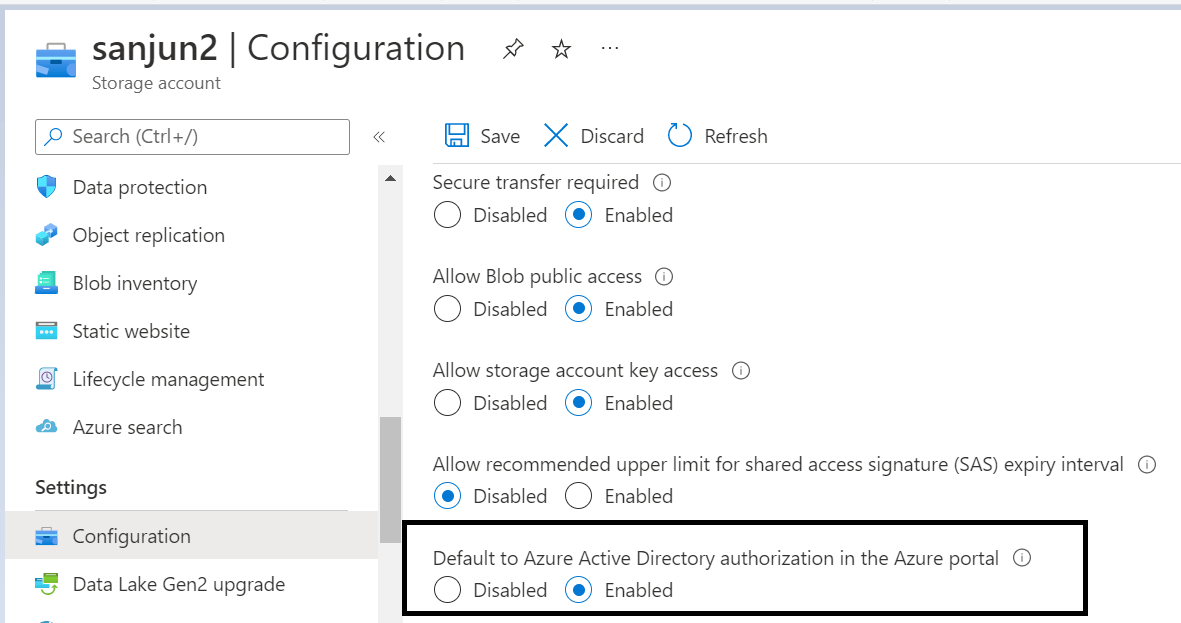 sanjun2 | Configuration
Storage account
Search (Ctrl+/)
Data protection
Object replication
Blob inventory
Static website
Lifecycle management
Azure search
Settings
Configuration
Data Lake Gen2 upgrade
Save Discard Refresh
Secure transfer required
Disabled Enabled
Allow Blob public access
Disabled Enabled
Allow storage account key access
Disabled Enabled
Allow recommended upper limit for shared access signature (SAS) expiry interval
Disabled Enabled
Default to Azure Active Directory authorization in the Azure portal
Disabled Enabled